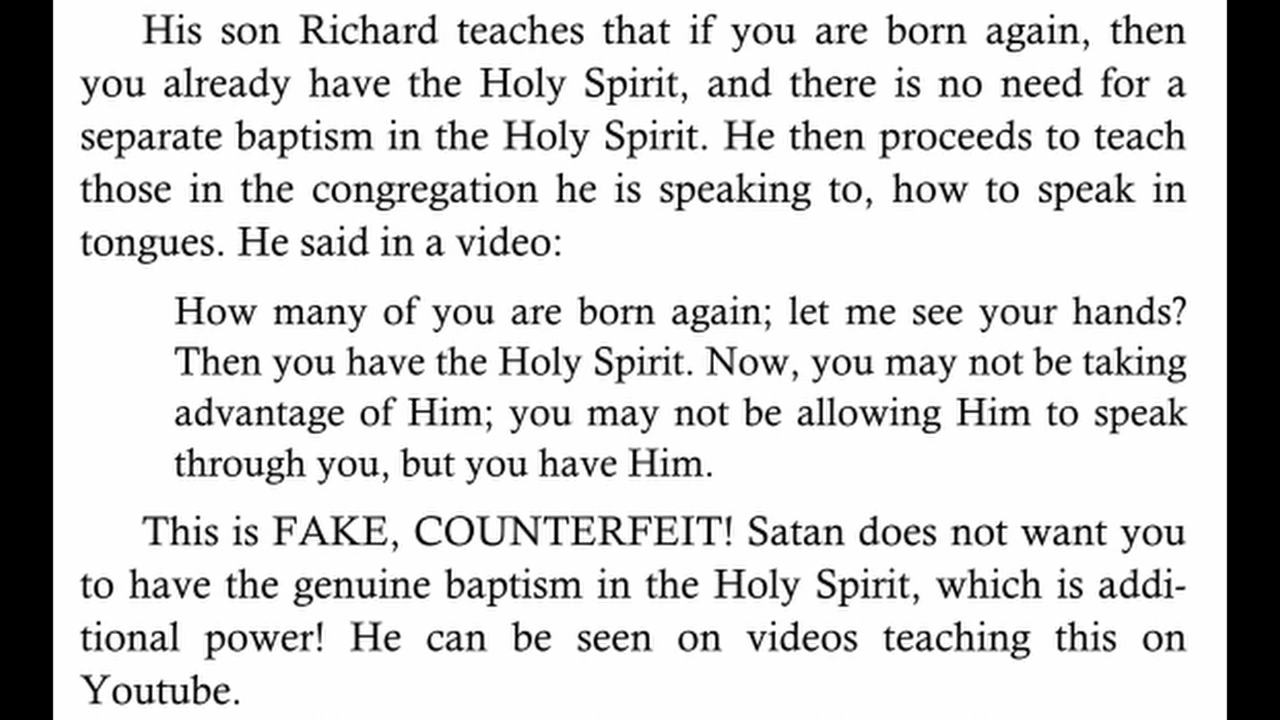 His son Richard teaches that if you are born again, then
you already have the Holy Spirit, and there is no need for a
separate baptism in the Holy Spirit. He then proceeds to teach
those in the congregation he is speaking to, how to speak in
tongues. He said in a video:
How many of you are born again; let me see your hands?
Then you have the Holy Spirit. Now, you may not be taking
advantage of Him; you may not be allowing Him to speak
through you, but you have Him.
This is FAKE, COUNTERFEIT! Satan does not want you
to have the genuine baptism in the Holy Spirit, which is addi-
tional power! He can be seen on videos teaching this on
Youtube.